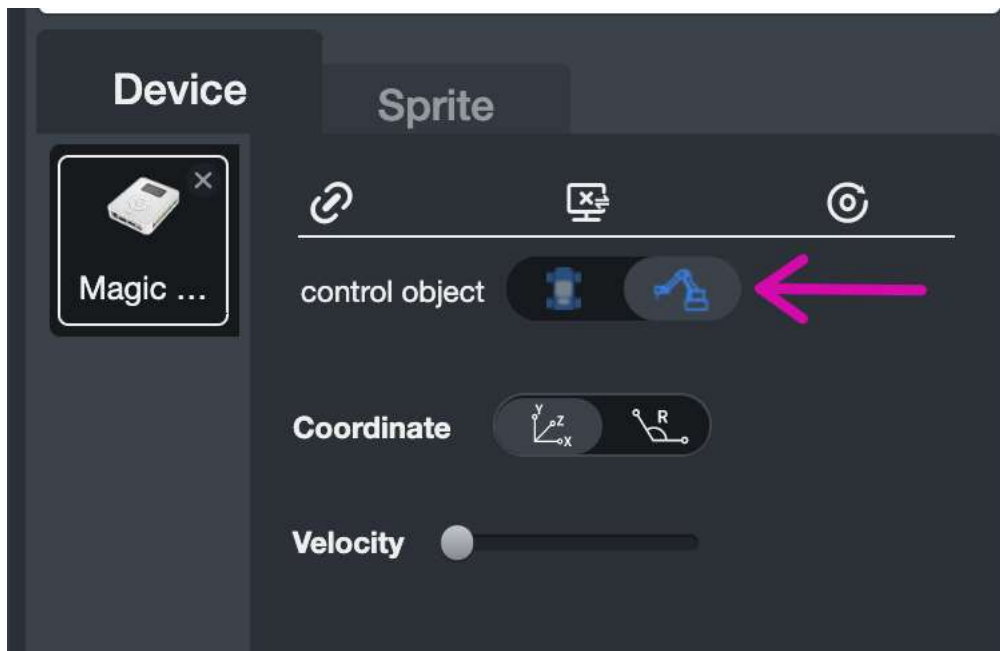 Device
Sprite
Magic ...
control object
Coordinate
Y
Z
X
R
Velocity